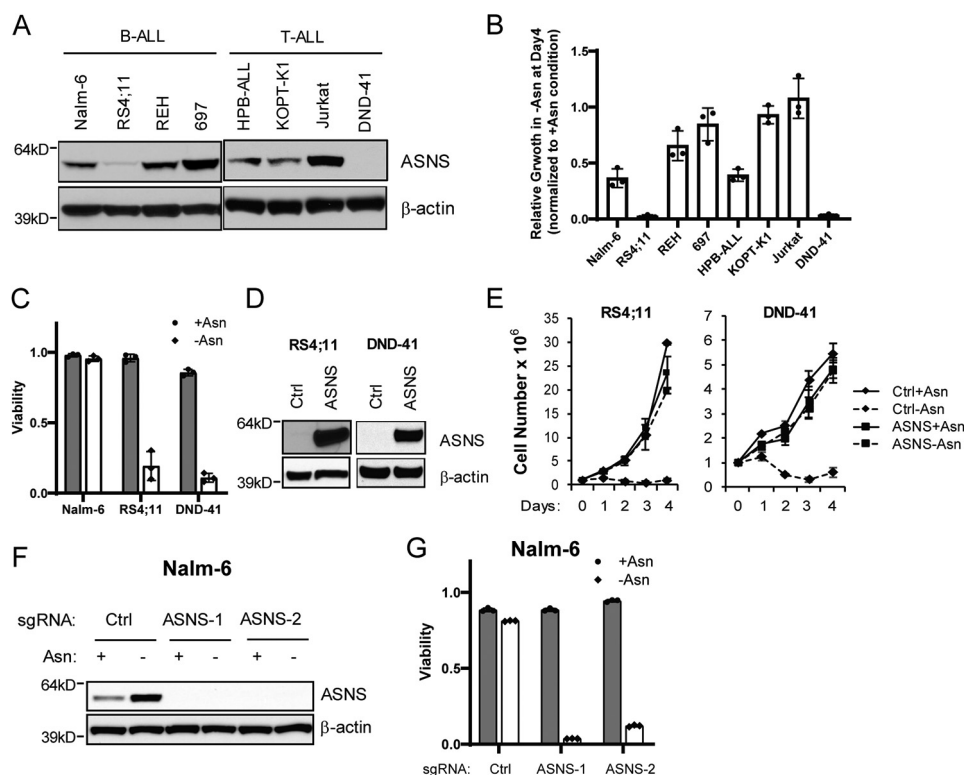 A
B-ALL
T-ALL
Nalm-6
RS4;11
REH
697
HPB-ALL
KOPT-K1
Jurkat
DND-41
64kD
ASNS
39kD
β-actin
B
Relative Grwoth in -Asn at Day4
(normalized to +Asn condition)
1.5
1.0
0.5
0.0
Nalm-6
RS4;11
REH
697
HPB-ALL
KOPT-K1
Jurkat
DND-41
C
+Asn
-Asn
Viability
1.0
0.5
0.0
Nalm-6
RS4;11
DND-41
D
RS4;11
DND-41
Ctrl
ASNS
Ctrl
ASNS
64kD
ASNS
39kD
β-actin
E
RS4;11
DND-41
Cell Number x 10⁶
35
30
25
20
15
10
5
0
7
6
5
4
3
2
1
0
Days: 0 1 2 3 4
0 1 2 3 4
Ctrl+Asn
Ctrl-Asn
ASNS+Asn
ASNS-Asn
F
Nalm-6
sgRNA: Ctrl ASNS-1 ASNS-2
Asn: + - + - + -
64kD
ASNS
39kD
β-actin
G
Nalm-6
+Asn
-Asn
Viability
1.0
0.5
0.0
sgRNA: Ctrl ASNS-1 ASNS-2